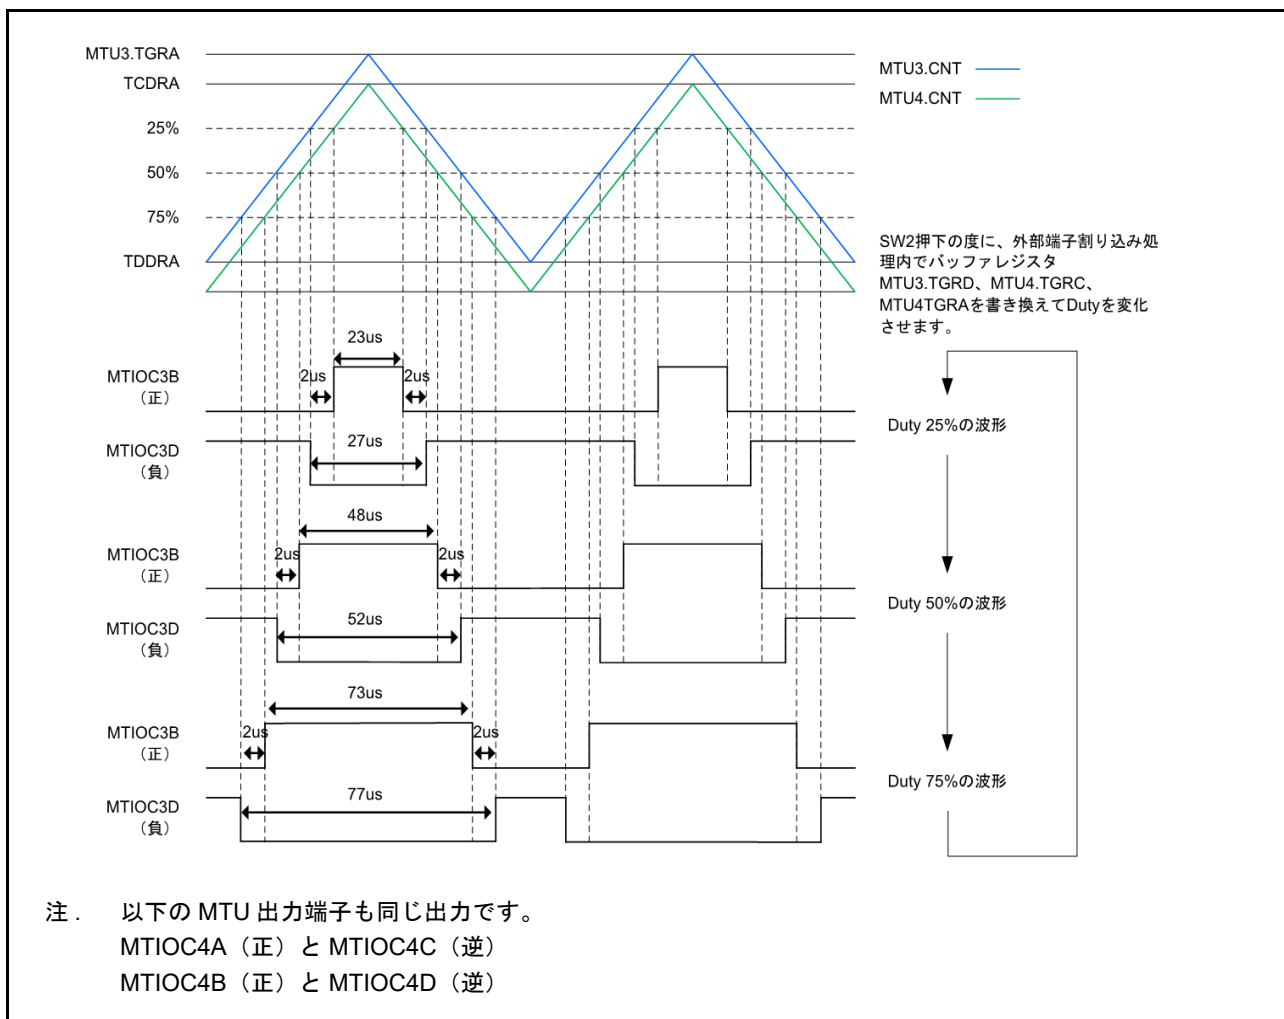 MTU3.TGRA
TCDRA
25%
50%
75%
TDDRA
MTU3.CNT
MTU4.CNT
SW2押下の度に、外部端子割り込み処
理内でバッファレジスタ
MTU3.TGRD、MTU4.TGRC、
MTU4TGRAを書き換えてDutyを変化
させます。
23us
MTIOC3B
（正）
2us
2us
Duty 25%の波形
MTIOC3D
（負）
27us
48us
MTIOC3B
（正）
2us
2us
Duty 50%の波形
MTIOC3D
（負）
52us
73us
MTIOC3B
（正）
2us
2us
Duty 75%の波形
MTIOC3D
（負）
77us
注． 以下の MTU 出力端子も同じ出力です。
MTIOC4A（正）と MTIOC4C（逆）
MTIOC4B（正）と MTIOC4D（逆）